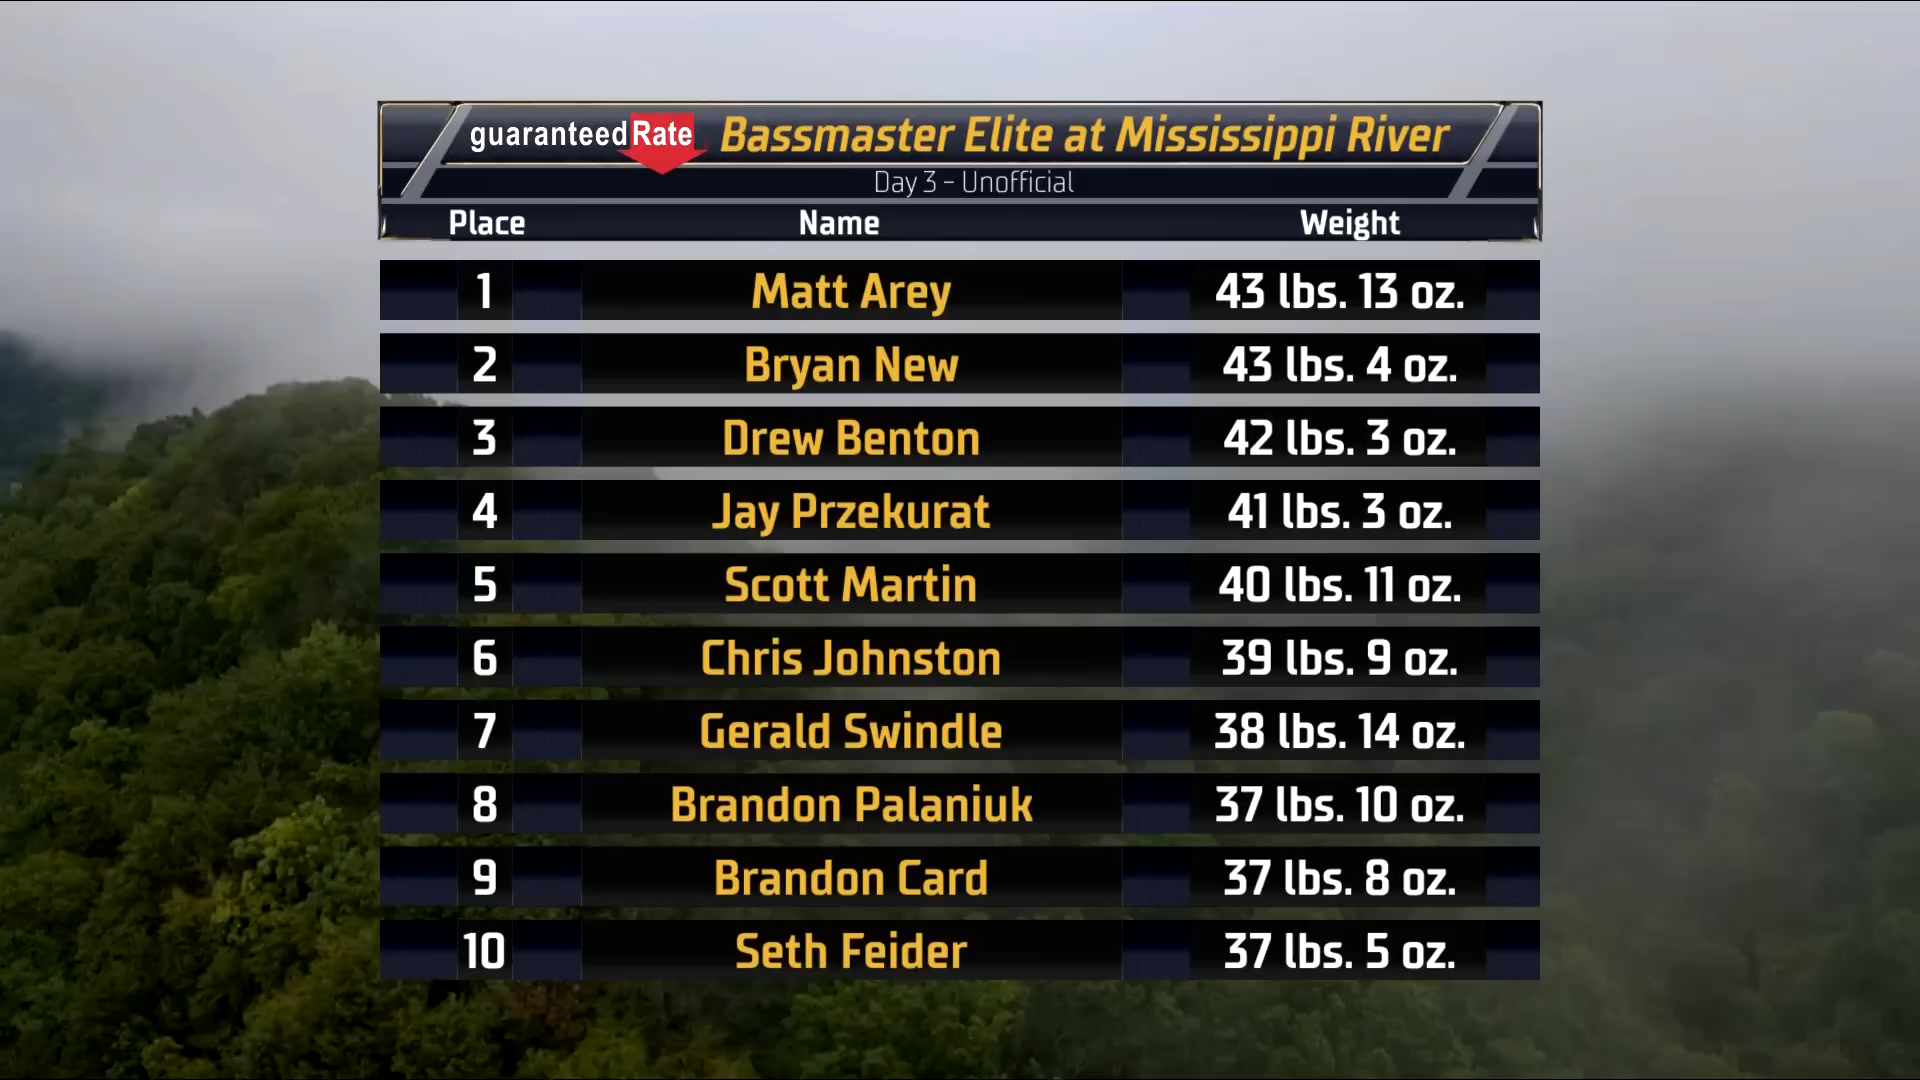 guaranteedRate Bassmaster Elite at Mississippi River
Day 3 - Unofficial
Place Name Weight
1 Matt Arey 43 lbs. 13 oz.
2 Bryan New 43 lbs. 4 oz.
3 Drew Benton 42 lbs. 3 oz.
4 Jay Przekurat 41 lbs. 3 oz.
5 Scott Martin 40 lbs. 11 oz.
6 Chris Johnston 39 lbs. 9 oz.
7 Gerald Swindle 38 lbs. 14 oz.
8 Brandon Palaniuk 37 lbs. 10 oz.
9 Brandon Card 37 lbs. 8 oz.
10 Seth Feider 37 lbs. 5 oz.